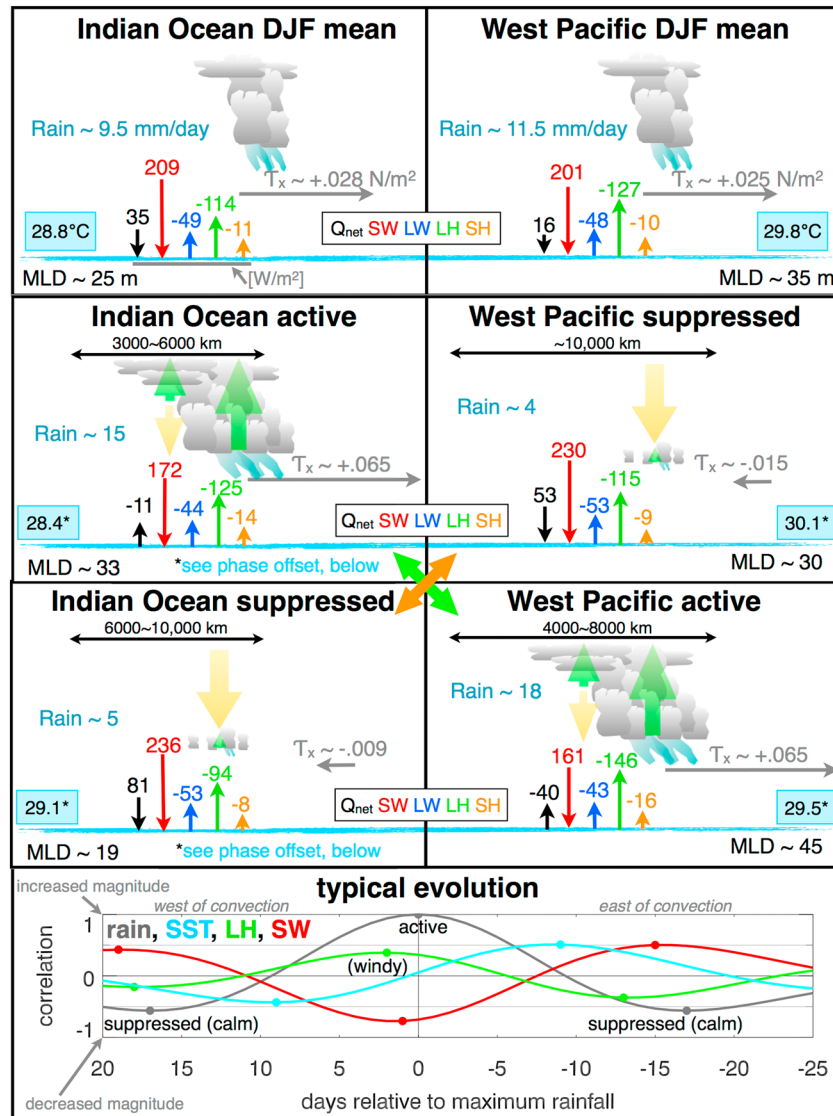 Indian Ocean DJF mean
Rain ~ 9.5 mm/day
209
τx ~ +.028 N/m²
35
-49
-114
-11
28.8°C
MLD ~ 25 m
[W/m²]
West Pacific DJF mean
Rain ~ 11.5 mm/day
201
τx ~ +.025 N/m²
16
-48
-127
-10
29.8°C
MLD ~ 35 m
Qnet SW LW LH SH
Indian Ocean active
3000~6000 km
Rain ~ 15
172
τx ~ +.065
-11
-44
-125
-14
28.4*
MLD ~ 33
*see phase offset, below
West Pacific suppressed
~10,000 km
Rain ~ 4
230
τx ~ -.015
53
-53
-115
-9
30.1*
MLD ~ 30
Qnet SW LW LH SH
Indian Ocean suppressed
6000~10,000 km
Rain ~ 5
236
τx ~ -.009
81
-53
-94
-8
29.1*
MLD ~ 19
*see phase offset, below
West Pacific active
4000~8000 km
Rain ~ 18
161
τx ~ +.065
-40
-43
-146
-16
29.5*
MLD ~ 45
Qnet SW LW LH SH
typical evolution
increased magnitude
west of convection
east of convection
rain, SST, LH, SW
active
(windy)
suppressed (calm)
suppressed (calm)
correlation
1
0
-1
20 15 10 5 0 -5 -10 -15 -20 -25
decreased magnitude
days relative to maximum rainfall